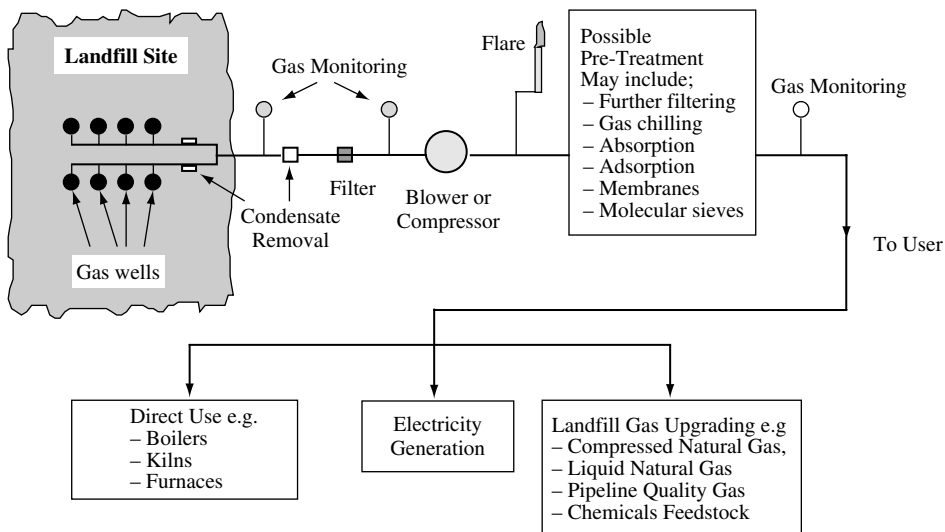 Landfill Site
Gas wells
Gas Monitoring
Condensate
Removal
Filter
Blower or
Compressor
Flare
Possible
Pre-Treatment
May include;
– Further filtering
– Gas chilling
– Absorption
– Adsorption
– Membranes
– Molecular sieves
Gas Monitoring
To User
Direct Use e.g.
– Boilers
– Kilns
– Furnaces
Electricity
Generation
Landfill Gas Upgrading e.g
– Compressed Natural Gas,
– Liquid Natural Gas
– Pipeline Quality Gas
– Chemicals Feedstock